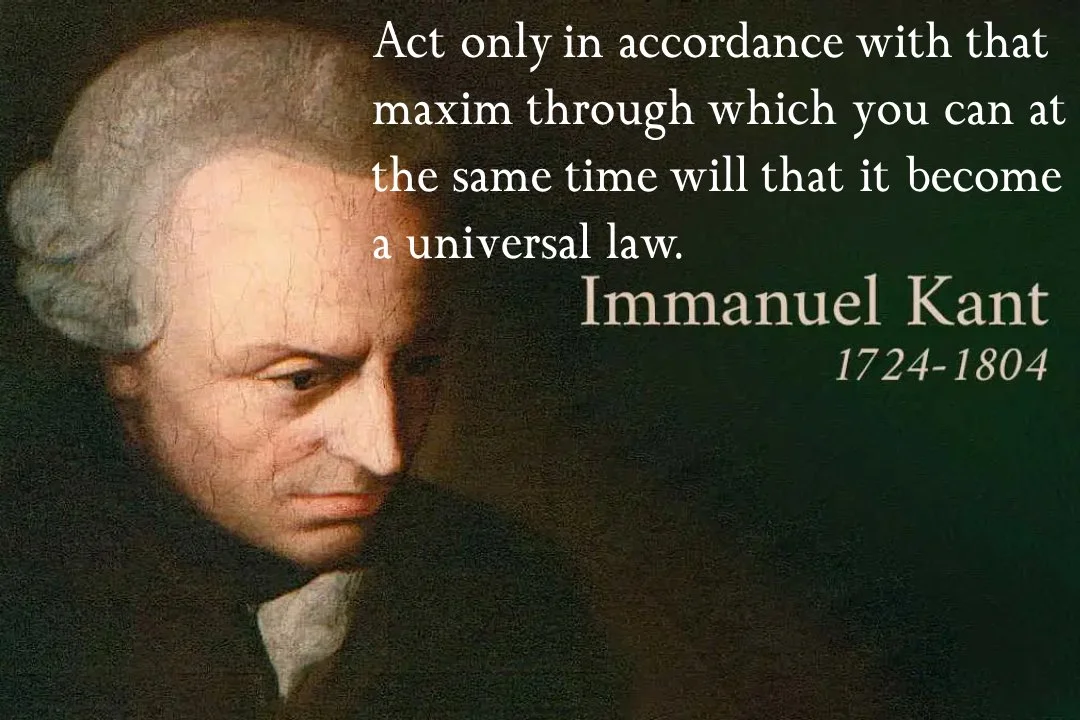 Act only in accordance with that
maxim through which you can at
the same time will that it become
a universal law.
Immanuel Kant
1724-1804